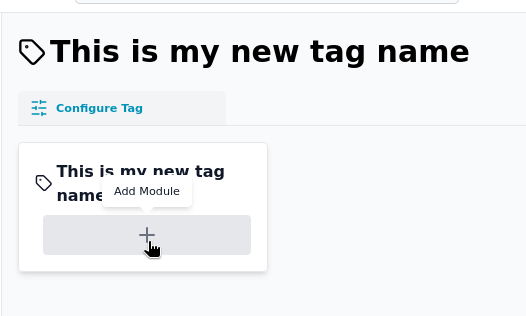 This is my new tag name
Configure Tag
This is my new tag
name
Add Module